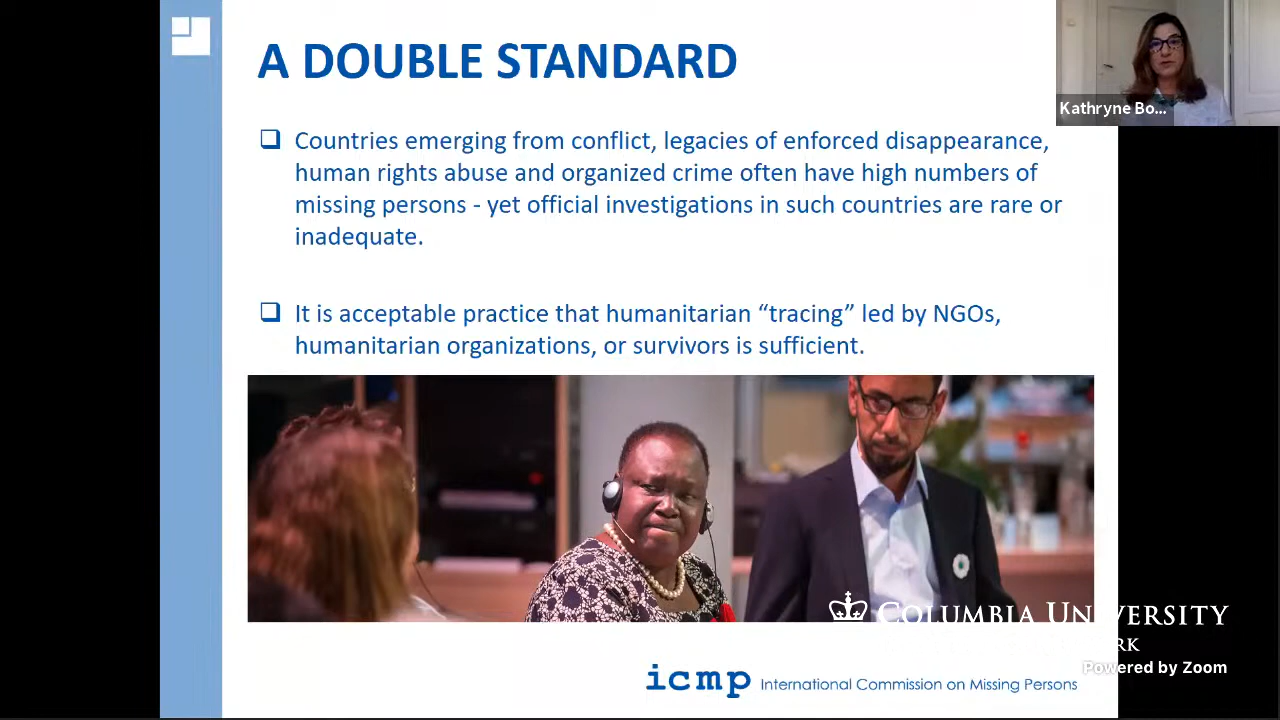 A DOUBLE STANDARD
Kathryne Bo...
❑ Countries emerging from conflict, legacies of enforced disappearance,
human rights abuse and organized crime often have high numbers of
missing persons - yet official investigations in such countries are rare or
inadequate.
❑ It is acceptable practice that humanitarian “tracing” led by NGOs,
humanitarian organizations, or survivors is sufficient.
COLUMBIA UNIVERSITY
RK
Powered by Zoom
icmp International Commission on Missing Persons